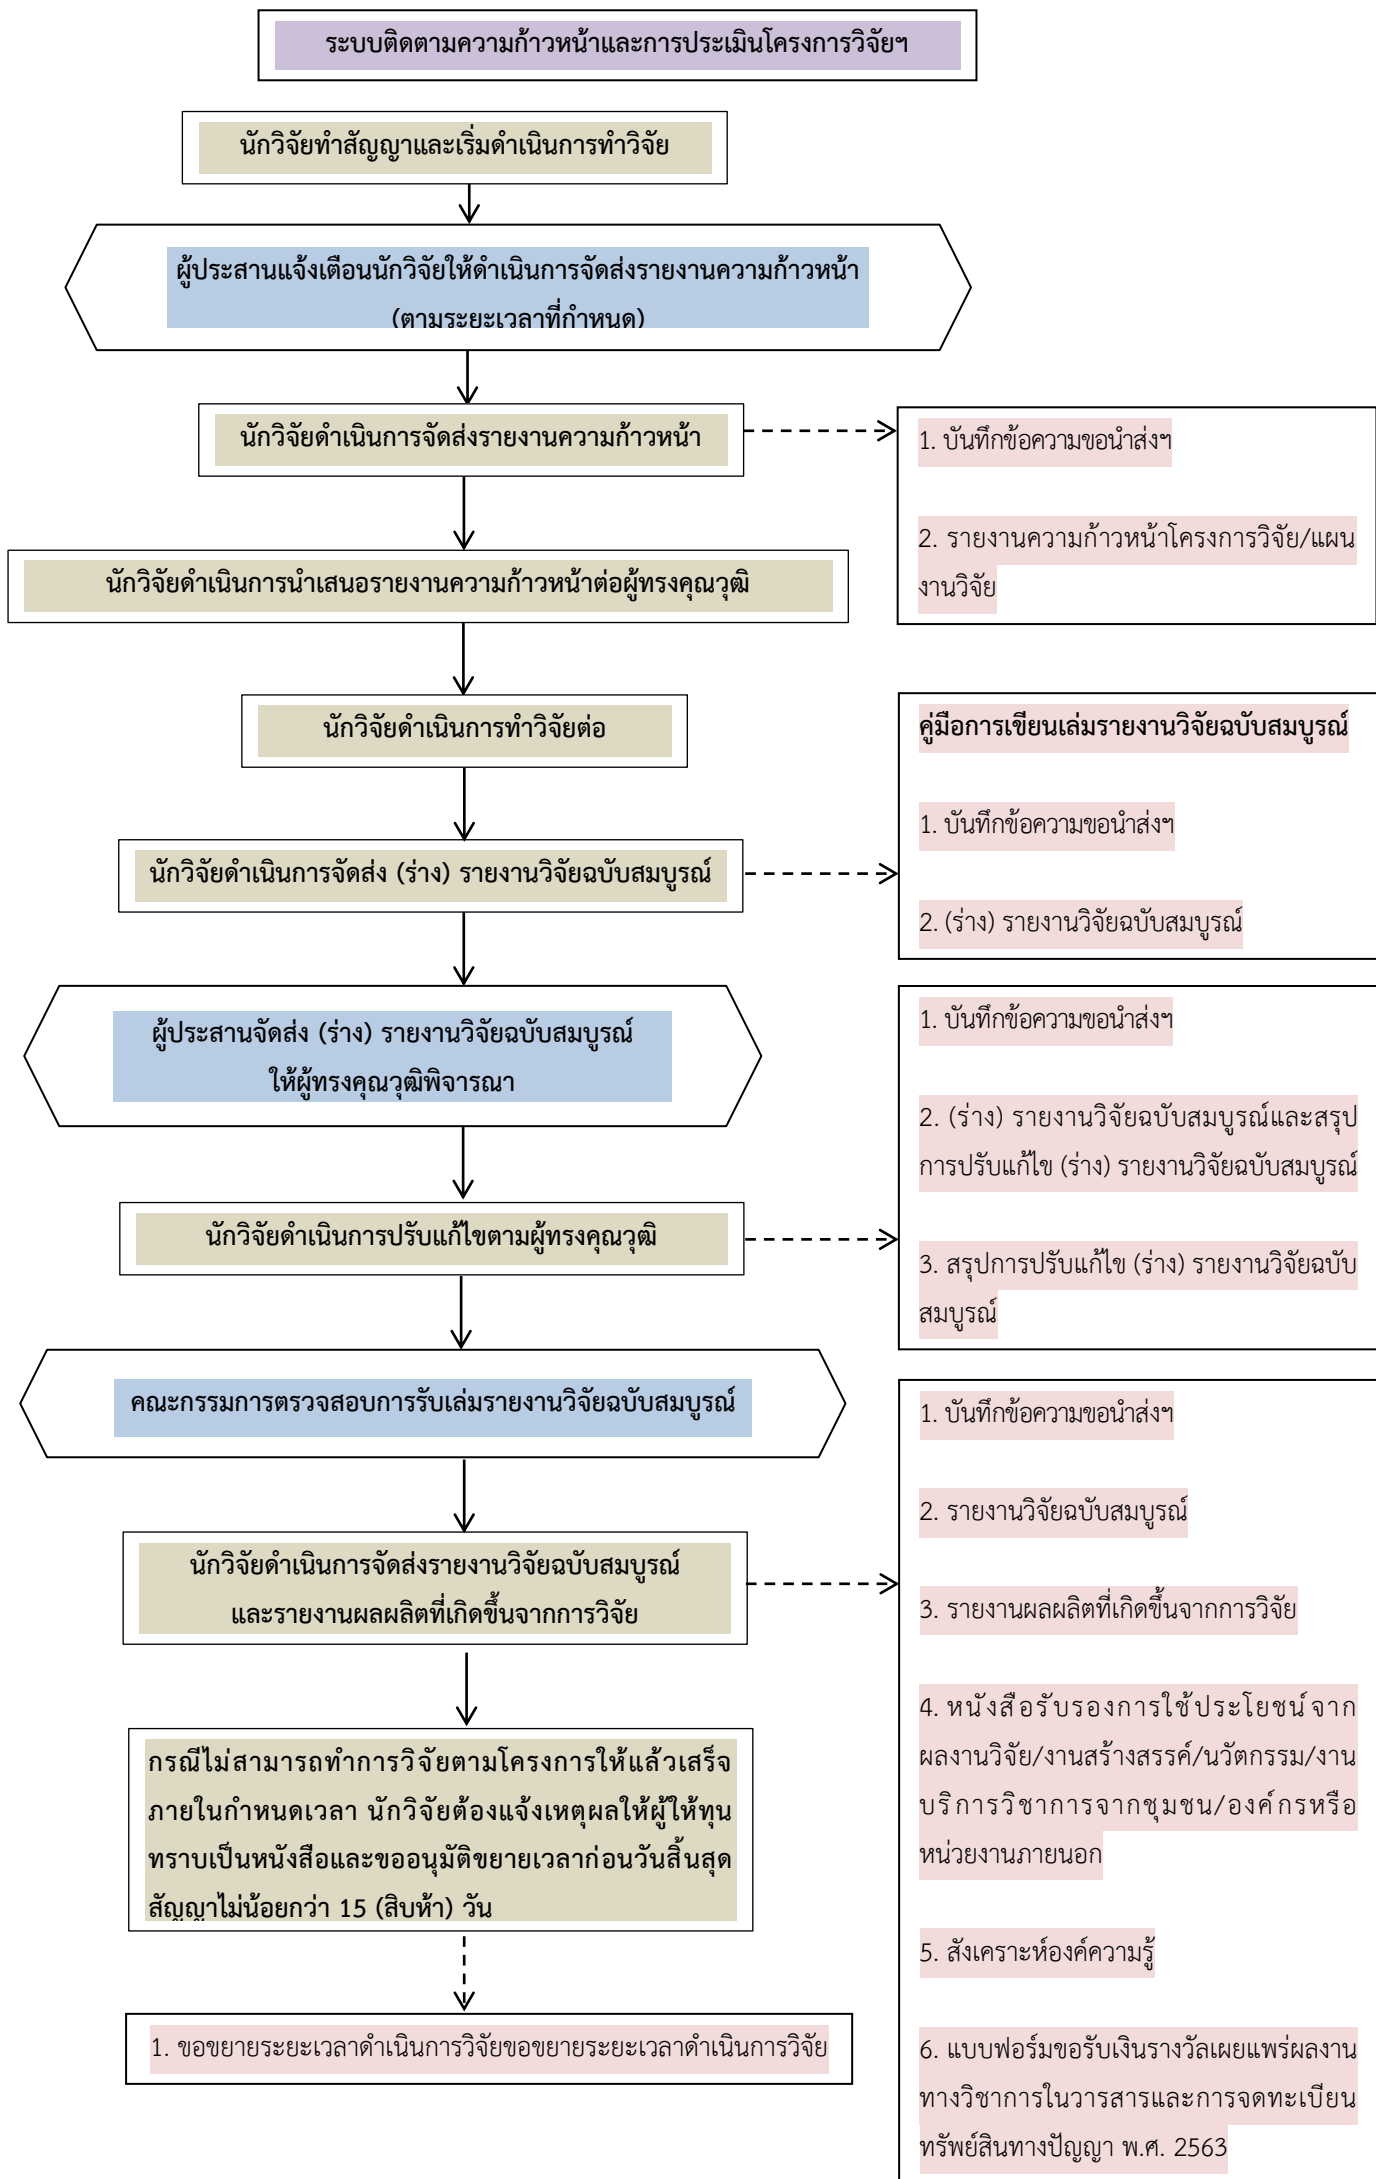 ระบบติดตามความก้าวหน้าและการประเมินโครงการวิจัยฯ
นักวิจัยทำสัญญาและเริ่มดำเนินการทำวิจัย
ผู้ประสานแจ้งเตือนนักวิจัยให้ดำเนินการจัดส่งรายงานความก้าวหน้า
(ตามระยะเวลาที่กำหนด)
นักวิจัยดำเนินการจัดส่งรายงานความก้าวหน้า
1. บันทึกข้อความขอนำส่งฯ
2. รายงานความก้าวหน้าโครงการวิจัย/แผน
งานวิจัย
นักวิจัยดำเนินการนำเสนอรายงานความก้าวหน้าต่อผู้ทรงคุณวุฒิ
นักวิจัยดำเนินการทำวิจัยต่อ
นักวิจัยดำเนินการจัดส่ง (ร่าง) รายงานวิจัยฉบับสมบูรณ์
คู่มือการเขียนเล่มรายงานวิจัยฉบับสมบูรณ์
1. บันทึกข้อความขอนำส่งฯ
2. (ร่าง) รายงานวิจัยฉบับสมบูรณ์
ผู้ประสานจัดส่ง (ร่าง) รายงานวิจัยฉบับสมบูรณ์
ให้ผู้ทรงคุณวุฒิพิจารณา
นักวิจัยดำเนินการปรับแก้ไขตามผู้ทรงคุณวุฒิ
1. บันทึกข้อความขอนำส่งฯ
2. (ร่าง) รายงานวิจัยฉบับสมบูรณ์และสรุป
การปรับแก้ไข (ร่าง) รายงานวิจัยฉบับสมบูรณ์
3. สรุปการปรับแก้ไข (ร่าง) รายงานวิจัยฉบับ
สมบูรณ์
คณะกรรมการตรวจสอบการรับเล่มรายงานวิจัยฉบับสมบูรณ์
นักวิจัยดำเนินการจัดส่งรายงานวิจัยฉบับสมบูรณ์
และรายงานผลผลิตที่เกิดขึ้นจากการวิจัย
1. บันทึกข้อความขอนำส่งฯ
2. รายงานวิจัยฉบับสมบูรณ์
3. รายงานผลผลิตที่เกิดขึ้นจากการวิจัย
4. หนังสือรับรองการใช้ประโยชน์จาก
ผลงานวิจัย/งานสร้างสรรค์/นวัตกรรม/งาน
บริการวิชาการจากชุมชน/องค์กรหรือ
หน่วยงานภายนอก
5. สังเคราะห์องค์ความรู้
6. แบบฟอร์มขอรับเงินรางวัลเผยแพร่ผลงาน
ทางวิชาการในวารสารและการจดทะเบียน
ทรัพย์สินทางปัญญา พ.ศ. 2563
กรณีไม่สามารถทำการวิจัยตามโครงการให้แล้วเสร็จ
ภายในกำหนดเวลา นักวิจัยต้องแจ้งเหตุผลให้ผู้ให้ทุน
ทราบเป็นหนังสือและขออนุมัติขยายเวลาก่อนวันสิ้นสุด
สัญญาไม่น้อยกว่า 15 (สิบห้า) วัน
1. ขอขยายระยะเวลาดำเนินการวิจัยขอขยายระยะเวลาดำเนินการวิจัย